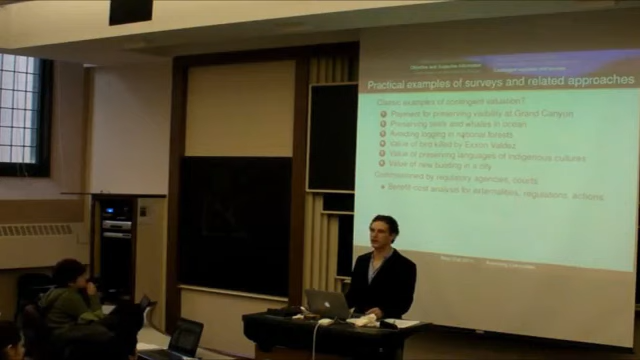 Practical examples of surveys and related approaches
Classic examples of contingent valuation?
Payment for preserving visibility at Grand Canyon
Preserving seals and whales in ocean
Avoiding logging in national forests
Value of bird killed by Exxon Valdez
Value of preserving languages of indigenous cultures
Value of new building in a city
Commissioned by regulatory agencies, courts
Benefit-cost analysis for externalities, regulations, actions